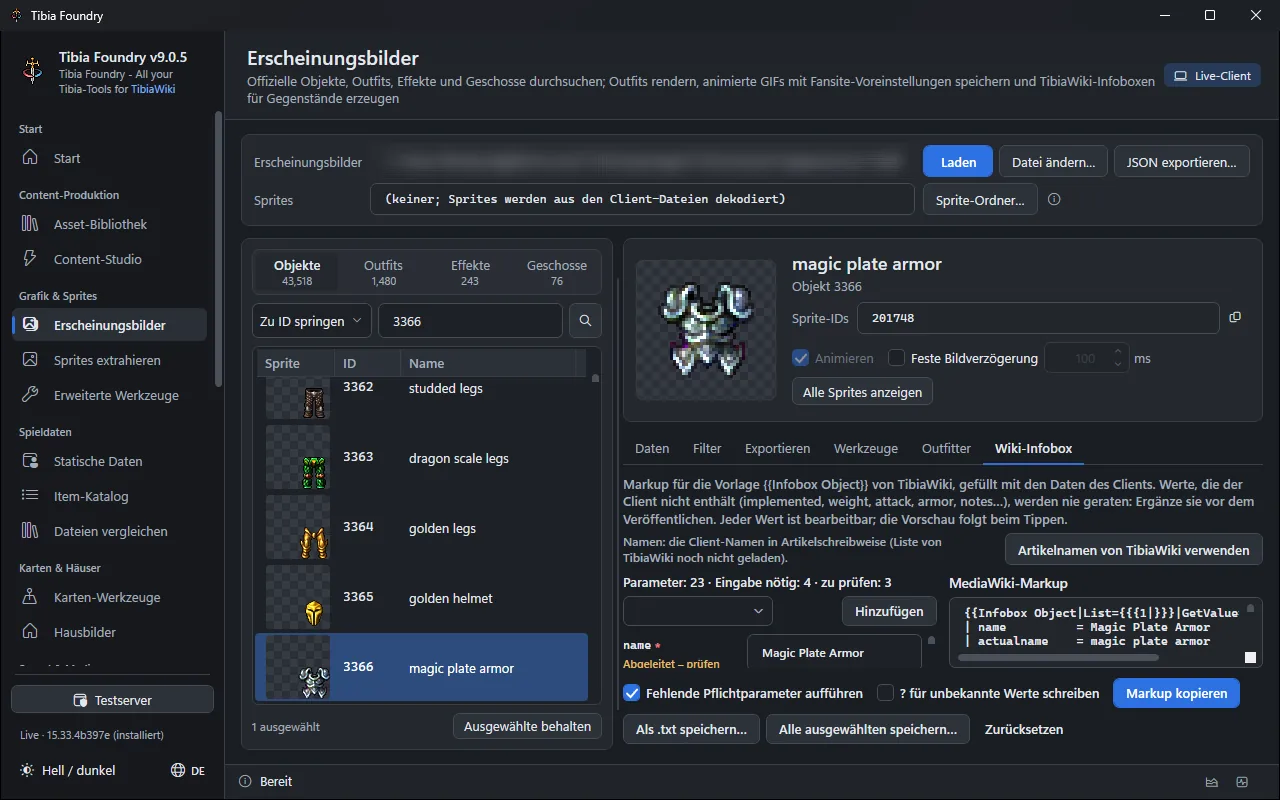 Tibia Foundry
Tibia Foundry v9.0.5
Tibia Foundry - All your
Tibia-Tools for TibiaWiki
Start
Start
Content-Produktion
Asset-Bibliothek
Content-Studio
Grafik & Sprites
Erscheinungsbilder
Sprites extrahieren
Erweiterte Werkzeuge
Spieldaten
Statische Daten
Item-Katalog
Dateien vergleichen
Karten & Häuser
Karten-Werkzeuge
Hausbilder
Testserver
Live · 15.33.4b397e (installiert)
Hell / dunkel
DE
Erscheinungsbilder
Offizielle Objekte, Outfits, Effekte und Geschosse durchsuchen; Outfits rendern, animierte GIFs mit Fansite-Voreinstellungen speichern und TibiaWiki-Infoboxen
für Gegenstände erzeugen
Live-Client
Erscheinungsbilder
Laden
Datei ändern...
JSON exportieren...
Sprites
(keiner; Sprites werden aus den Client-Dateien dekodiert)
Sprite-Ordner...
Objekte
43,518
Outfits
1,480
Effekte
243
Geschosse
76
Zu ID springen
3366
Sprite ID Name
3362 studded legs
3363 dragon scale legs
3364 golden legs
3365 golden helmet
3366 magic plate armor
1 ausgewählt
Ausgewählte behalten
magic plate armor
Objekt 3366
Sprite-IDs
201748
Animieren
Feste Bildverzögerung
100
ms
Alle Sprites anzeigen
Daten Filter Exportieren Werkzeuge Outfitter Wiki-Infobox
Markup für die Vorlage {{Infobox Object}} von TibiaWiki, gefüllt mit den Daten des Clients. Werte, die der
Client nicht enthält (implemented, weight, attack, armor, notes...), werden nie geraten: Ergänze sie vor dem
Veröffentlichen. Jeder Wert ist bearbeitbar; die Vorschau folgt beim Tippen.
Namen: die Client-Namen in Artikelschreibweise (Liste von
TibiaWiki noch nicht geladen).
Artikelnamen von TibiaWiki verwenden
Parameter: 23 · Eingabe nötig: 4 · zu prüfen: 3
Hinzufügen
name *
Abgeleitet – prüfen
Magic Plate Armor
MediaWiki-Markup
{{Infobox Object|List={{{1|}}}|GetValue
| name = Magic Plate Armor
| actualname = magic plate armor
Fehlende Pflichtparameter aufführen
? für unbekannte Werte schreiben
Markup kopieren
Als .txt speichern...
Alle ausgewählten speichern...
Zurücksetzen
Bereit